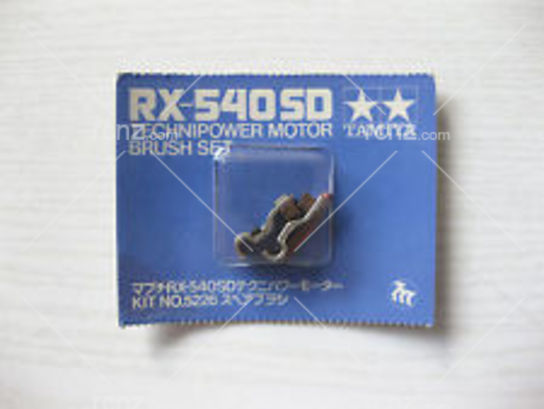 RX-540SD
TECHNIPOWER MOTOR
BRUSH SET
TAMIYA
マブチRX-540SDテクニパワーモーター
KIT NO.5226 スペアブラシ